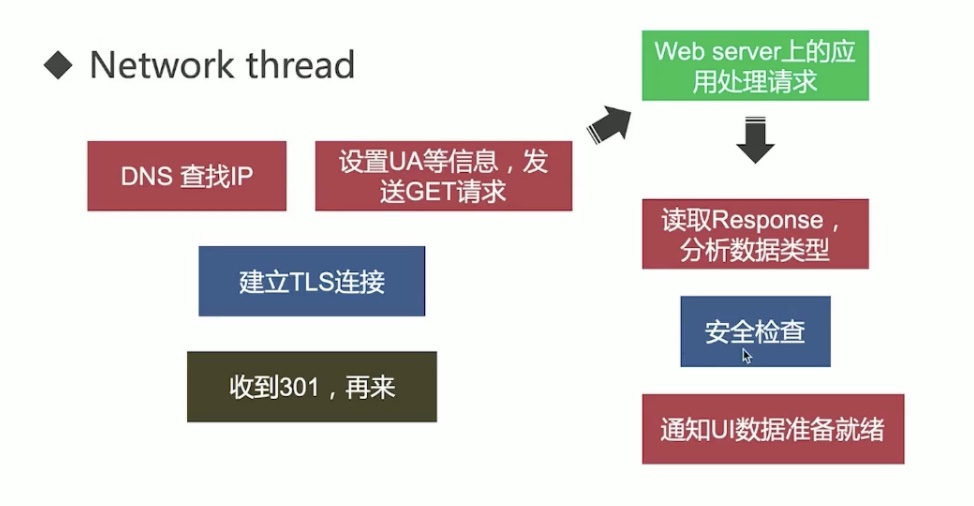 Network thread
DNS 查找IP
设置UA等信息，发
送GET请求
建立TLS连接
收到301，再来
Web server上的应
用处理请求
读取Response，
分析数据类型
安全检查
通知UI数据准备就绪